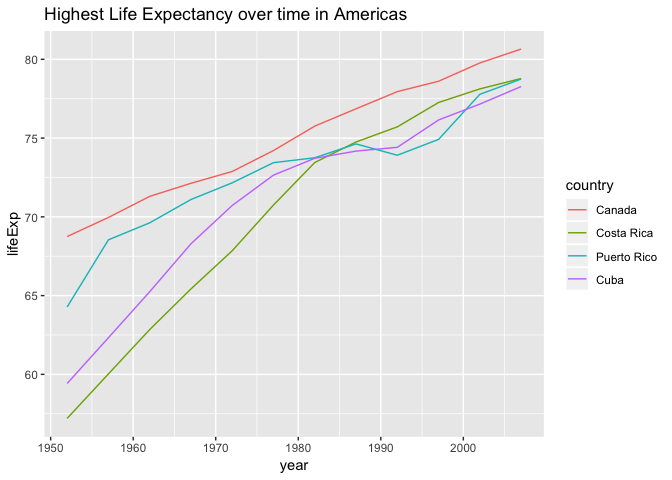 Highest Life Expectancy over time in Americas
80
75
70
65
60
lifeExp
1950 1960 1970 1980 1990 2000
year
country
Canada
Costa Rica
Puerto Rico
Cuba